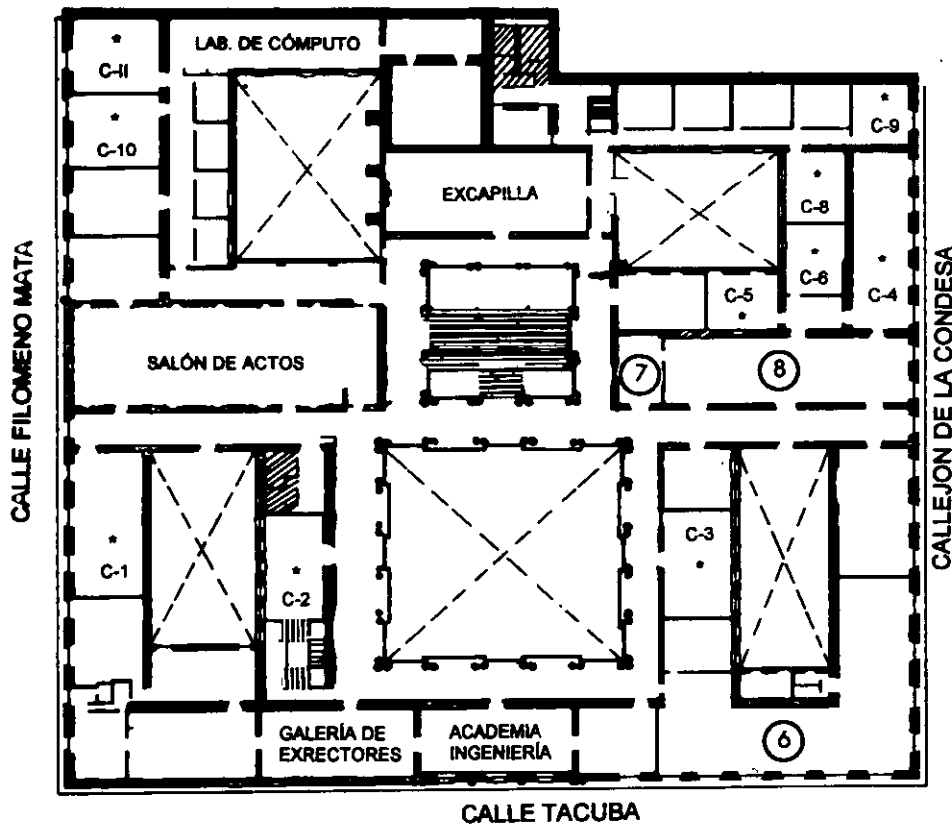 LAB. DE CÓMPUTO
C-II
C-10
EXCAPILLA
C-9
C-8
C-6
C-4
C-5
CALLE FILOMENO MATA
SALÓN DE ACTOS
7
8
CALLEJON DE LA CONDESA
C-1
C-2
C-3
GALERÍA DE
EXRECTORES
ACADEMIA
INGENIERÍA
6
CALLE TACUBA